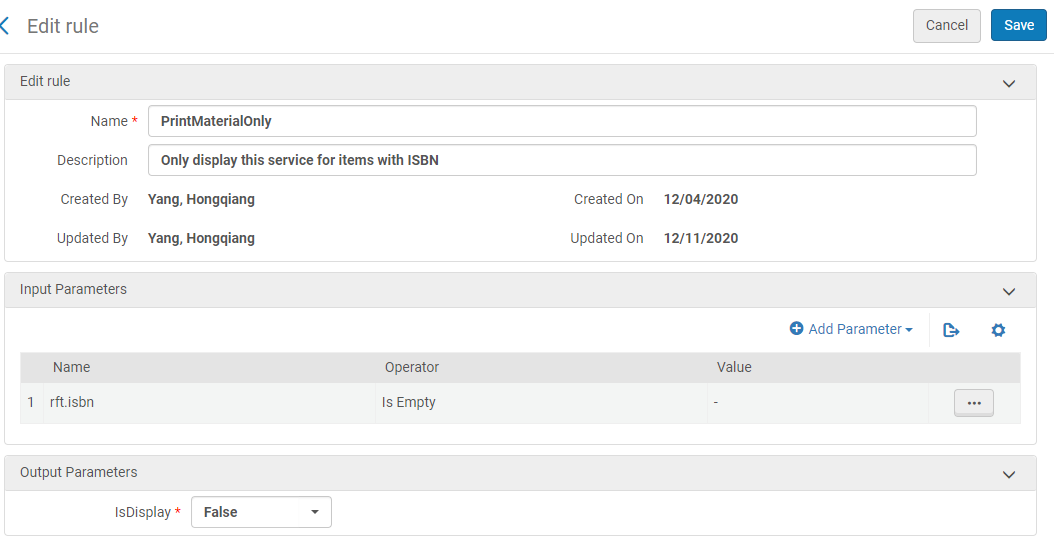 Edit rule
Cancel
Save
Edit rule
Name * PrintMaterialOnly
Description Only display this service for items with ISBN
Created By Yang, Hongqiang Created On 12/04/2020
Updated By Yang, Hongqiang Updated On 12/11/2020
Input Parameters
Add Parameter
Name Operator Value
1 rft.isbn Is Empty -
Output Parameters
IsDisplay * False